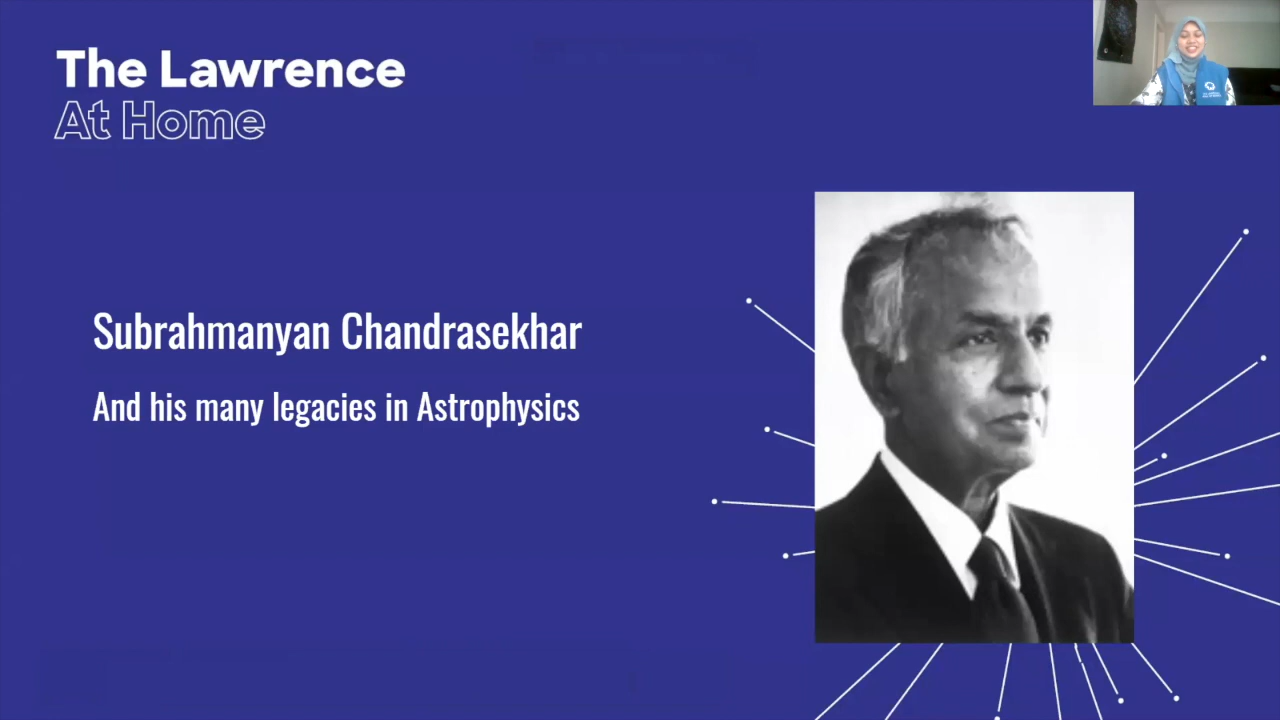 The Lawrence
At Home
Subrahmanyan Chandrasekhar
And his many legacies in Astrophysics